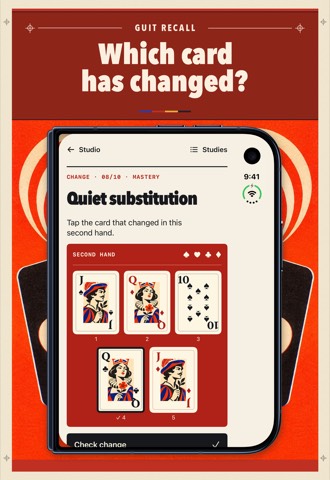 GUIT RECALL
Which card
has changed?
← Studio
Studies
9:41
CHANGE · 08/10 · MASTERY
Quiet substitution
Tap the card that changed in this
second hand.
SECOND HAND ♠ ♥ ♣ ♦
J
J
Q
Q
10
10
1
2
3
Q
Q
J
J
✓ 4
5
Check change ✓